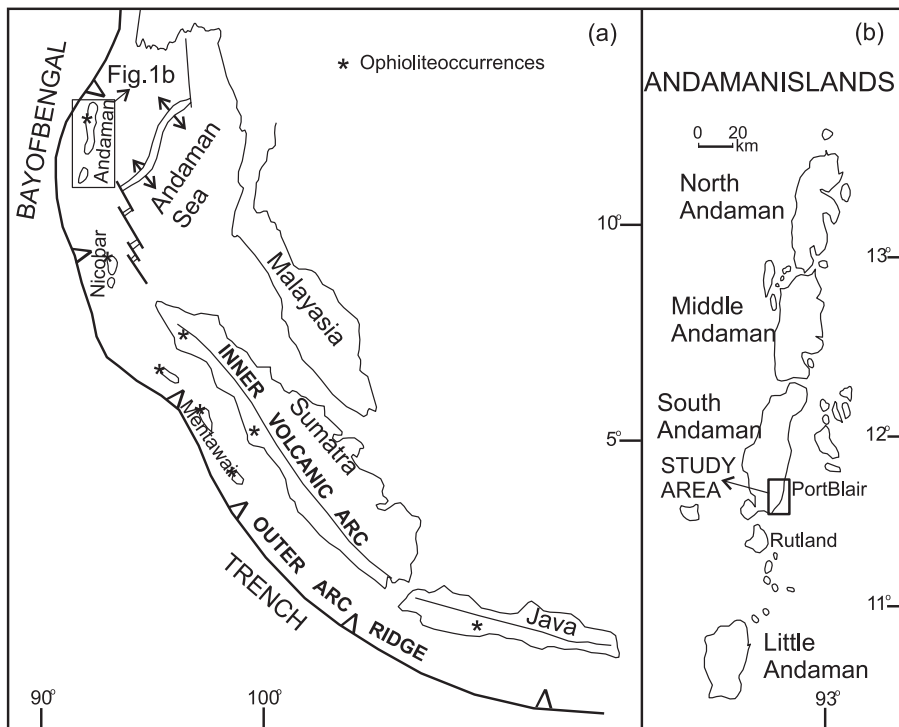 (a)
* Ophioliteoccurrences
Fig.1b
BAYOFBENGAL
Andaman
Andaman
Sea
Nicobar
Malayasia
10°
5°
INNER VOLCANIC ARC
Sumatra
Mentawai
OUTER ARC RIDGE
TRENCH
Java
90°
100°
(b)
ANDAMANISLANDS
0 20
km
North
Andaman
13°
Middle
Andaman
South
Andaman
12°
STUDY
AREA
PortBlair
Rutland
11°
Little
Andaman
93°